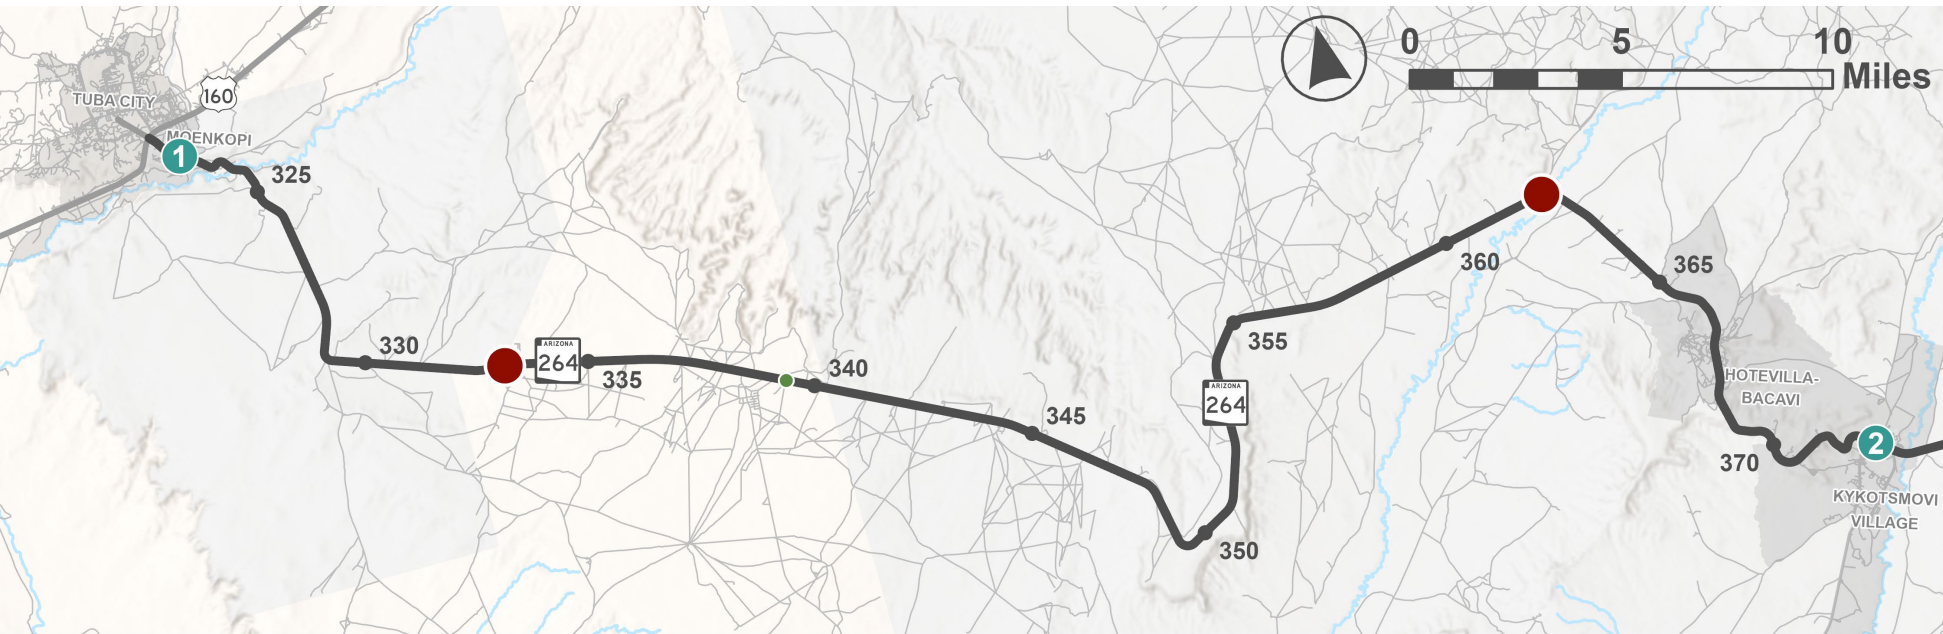 0 5 10
Miles
TUBA CITY
160
MOENKOPI
1
325
330
ARIZONA
264
335
340
345
350
355
ARIZONA
264
360
365
HOTEVILLA-
BACAVI
370
2
KYKOTSMOVI
VILLAGE